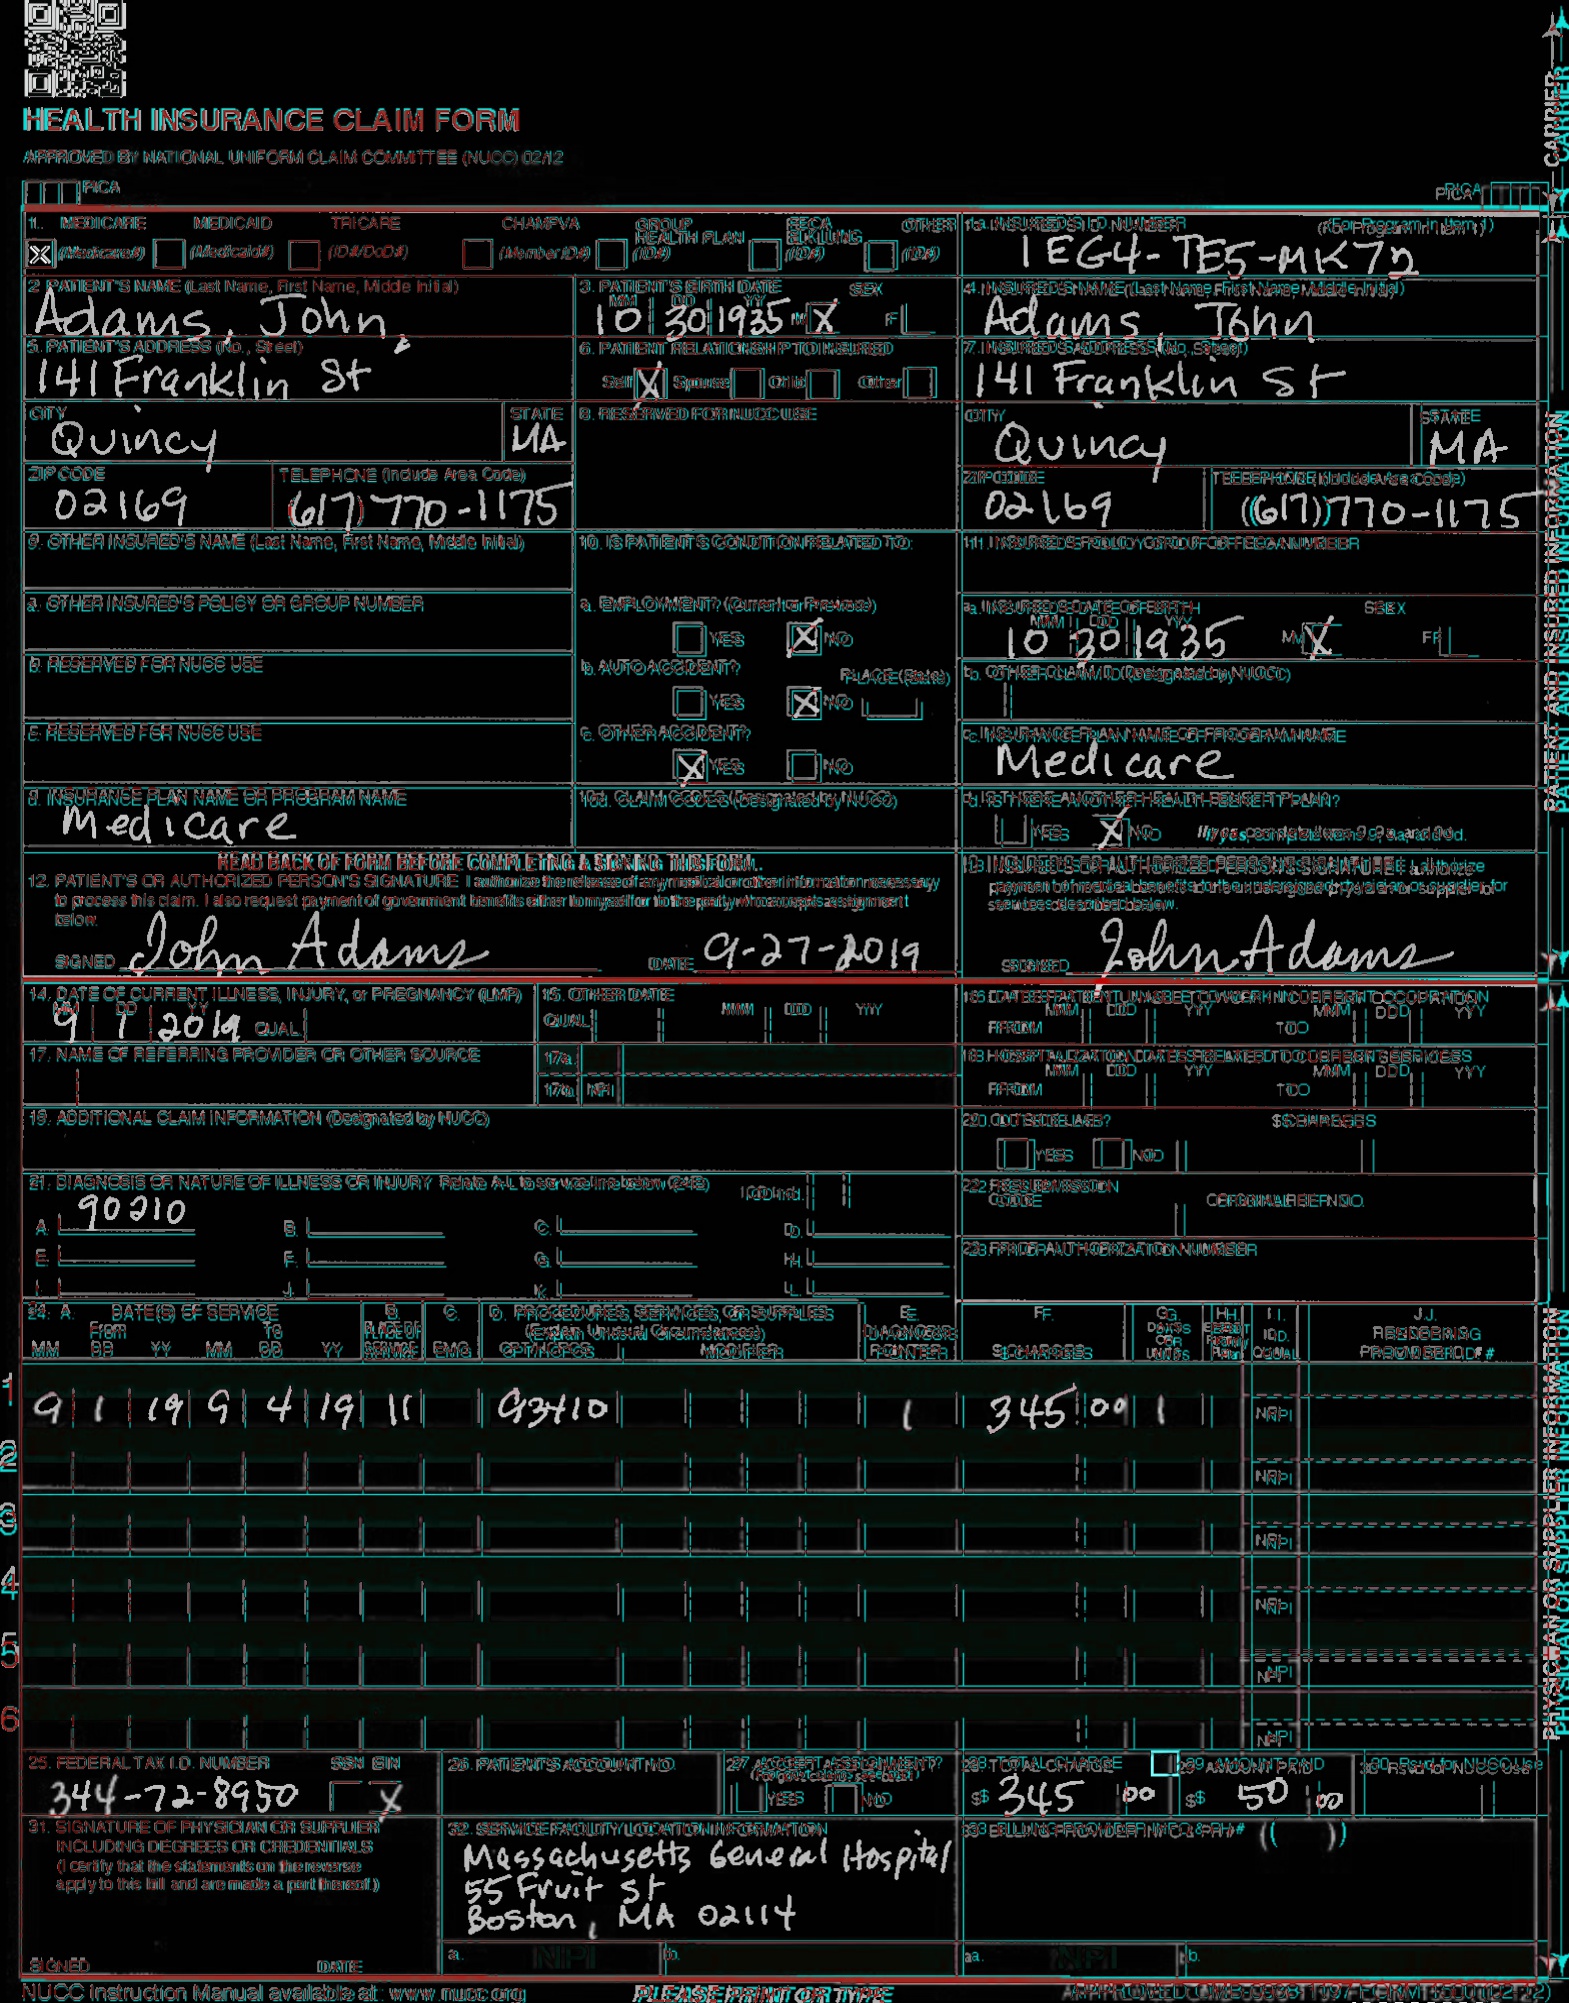 HEALTH INSURANCE CLAIM FORM
APPROVED BY NATIONAL UNIFORM CLAIM COMMITTEE (NUCC) 02/12
PICA
PICA
CARRIER
1. MEDICARE MEDICAID TRICARE CHAMPVA GROUP HEALTH PLAN FECA BLK LUNG OTHER
X (Medicare#) (Medicaid#) (ID#/DoD#) (Member ID#) (ID#) (ID#) (ID#)
1a. INSURED'S I.D. NUMBER (For Program in Item 1)
1EG4-TE5-MK72
2. PATIENT'S NAME (Last Name, First Name, Middle Initial)
Adams, John
3. PATIENT'S BIRTH DATE SEX
MM DD YY
10 30 1935 M X F
4. INSURED'S NAME (Last Name, First Name, Middle Initial)
Adams, John
5. PATIENT'S ADDRESS (No., Street)
141 Franklin St
6. PATIENT RELATIONSHIP TO INSURED
Self X Spouse Child Other
7. INSURED'S ADDRESS (No., Street)
141 Franklin St
CITY
Quincy
STATE
MA
8. RESERVED FOR NUCC USE
CITY
Quincy
STATE
MA
ZIP CODE
02169
TELEPHONE (Include Area Code)
(617) 770-1175
ZIP CODE
02169
TELEPHONE (Include Area Code)
(617) 770-1175
9. OTHER INSURED'S NAME (Last Name, First Name, Middle Initial)
10. IS PATIENT'S CONDITION RELATED TO:
11. INSURED'S POLICY GROUP OR FECA NUMBER
a. OTHER INSURED'S POLICY OR GROUP NUMBER
a. EMPLOYMENT? (Current or Previous)
YES X NO
a. INSURED'S DATE OF BIRTH SEX
MM DD YY
10 30 1935 M X F
b. RESERVED FOR NUCC USE
b. AUTO ACCIDENT? PLACE (State)
YES X NO
b. OTHER CLAIM ID (Designated by NUCC)
c. RESERVED FOR NUCC USE
c. OTHER ACCIDENT?
X YES NO
c. INSURANCE PLAN NAME OR PROGRAM NAME
Medicare
d. INSURANCE PLAN NAME OR PROGRAM NAME
Medicare
10d. CLAIM CODES (Designated by NUCC)
d. IS THERE ANOTHER HEALTH BENEFIT PLAN?
YES X NO If yes, complete items 9, 9a, and 9d.
READ BACK OF FORM BEFORE COMPLETING & SIGNING THIS FORM.
12. PATIENT'S OR AUTHORIZED PERSON'S SIGNATURE I authorize the release of any medical or other information necessary
to process this claim. I also request payment of government benefits either to myself or to the party who accepts assignment
below.
SIGNED John Adams DATE 9-27-2019
13. INSURED'S OR AUTHORIZED PERSON'S SIGNATURE I authorize
payment of medical benefits to the undersigned physician or supplier for
services described below.
SIGNED John Adams
PATIENT AND INSURED INFORMATION
14. DATE OF CURRENT ILLNESS, INJURY, or PREGNANCY (LMP)
MM DD YY
9 1 2019 QUAL.
15. OTHER DATE
QUAL. MM DD YY
16. DATES PATIENT UNABLE TO WORK IN CURRENT OCCUPATION
MM DD YY MM DD YY
FROM TO
17. NAME OF REFERRING PROVIDER OR OTHER SOURCE
17a.
17b. NPI
18. HOSPITALIZATION DATES RELATED TO CURRENT SERVICES
MM DD YY MM DD YY
FROM TO
19. ADDITIONAL CLAIM INFORMATION (Designated by NUCC)
20. OUTSIDE LAB? $ CHARGES
YES NO
21. DIAGNOSIS OR NATURE OF ILLNESS OR INJURY Relate A-L to service line below (24E) ICD Ind.
A. 90210 B. C. D.
E. F. G. H.
I. J. K. L.
22. RESUBMISSION CODE ORIGINAL REF. NO.
23. PRIOR AUTHORIZATION NUMBER
24. A. DATE(S) OF SERVICE B. C. D. PROCEDURES, SERVICES, OR SUPPLIES E. F. G. H. I. J.
From To PLACE OF (Explain Unusual Circumstances) DIAGNOSIS DAYS OR EPSDT ID. RENDERING
MM DD YY MM DD YY SERVICE EMG CPT/HCPCS MODIFIER POINTER $ CHARGES UNITS Family Plan QUAL. PROVIDER ID. #
1 9 1 19 9 4 19 11 93410 1 345 00 1 NPI
2 NPI
3 NPI
4 NPI
5 NPI
6 NPI
25. FEDERAL TAX I.D. NUMBER SSN EIN
344-72-8950 X
26. PATIENT'S ACCOUNT NO.
27. ACCEPT ASSIGNMENT?
(For govt. claims, see back)
YES NO
28. TOTAL CHARGE
$ 345 00
29. AMOUNT PAID
$ 50 00
30. Rsvd for NUCC Use
31. SIGNATURE OF PHYSICIAN OR SUPPLIER
INCLUDING DEGREES OR CREDENTIALS
(I certify that the statements on the reverse
apply to this bill and are made a part thereof.)
SIGNED DATE
32. SERVICE FACILITY LOCATION INFORMATION
Massachusetts General Hospital
55 Fruit St
Boston, MA 02114
a. NPI b.
33. BILLING PROVIDER INFO & PH # ( )
a. NPI b.
PHYSICIAN OR SUPPLIER INFORMATION
NUCC Instruction Manual available at: www.nucc.org
PLEASE PRINT OR TYPE